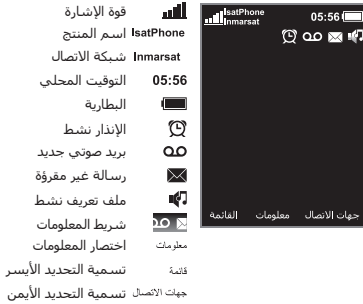 قوة الإشارة
اسم المنتج IsatPhone
شبكة الاتصال Inmarsat
التوقيت المحلي 05:56
البطارية
الإنذار نشط
بريد صوتي جديد
رسالة غير مقرؤة
ملف تعريف نشط
شريط المعلومات
اختصار المعلومات معلومات
تسمية التحديد الأيسر قائمة
تسمية التحديد الأيمن جهات الاتصال
IsatPhone 05:56
Inmarsat
جهات الاتصال معلومات القائمة